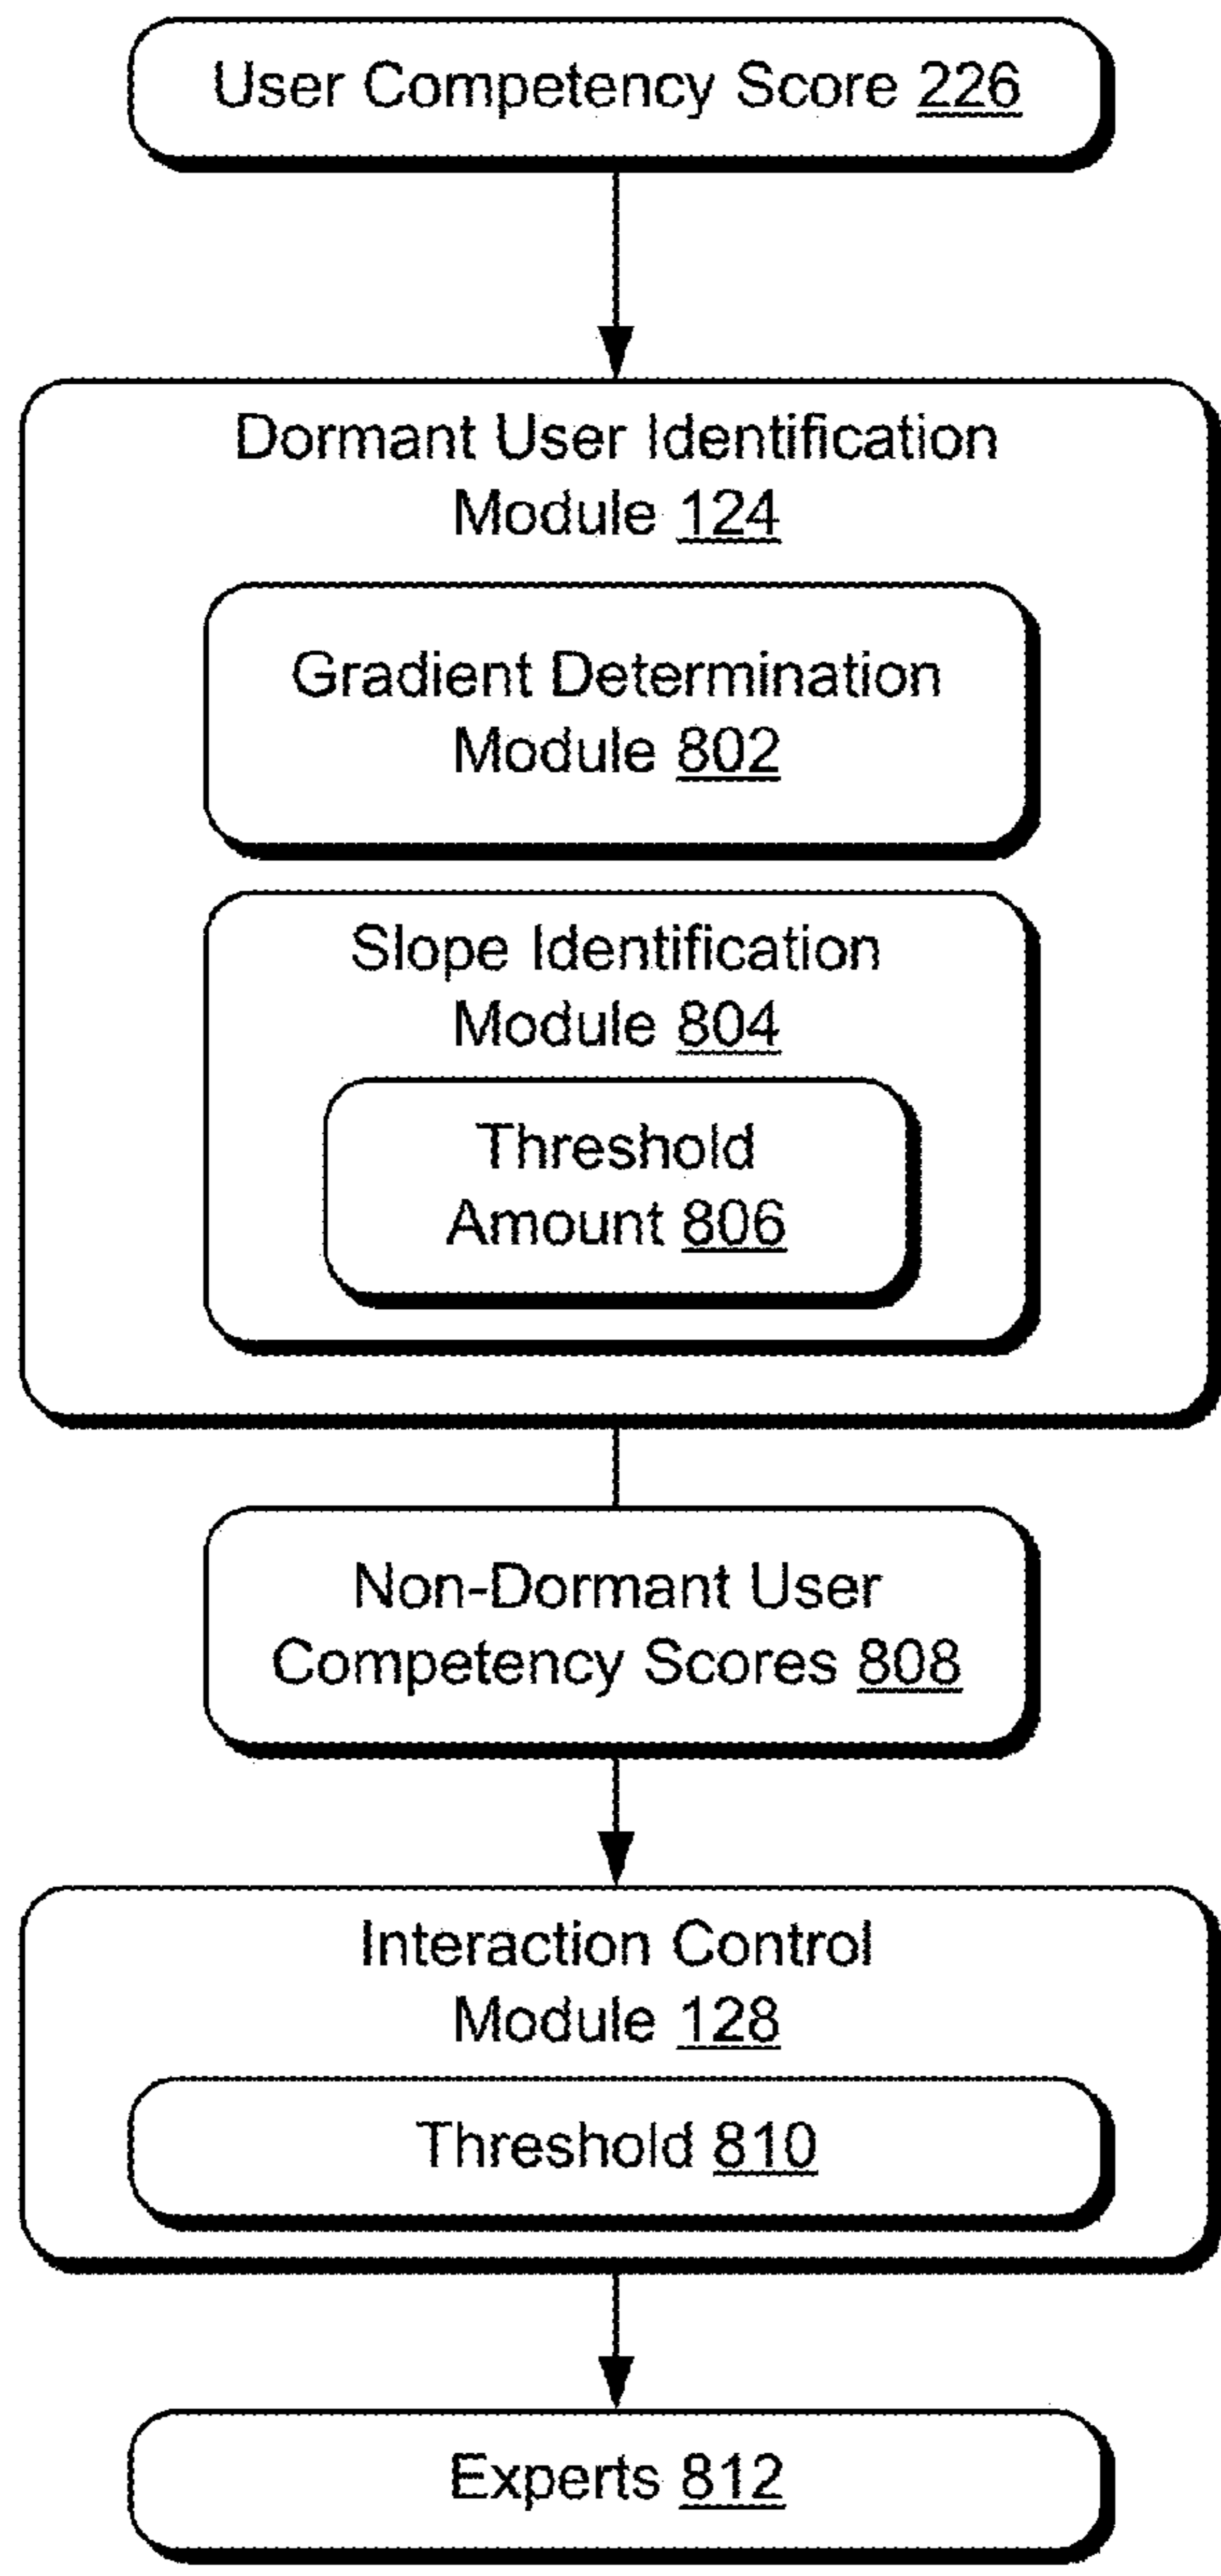 User Competency Score 226
Dormant User Identification
Module 124
Gradient Determination
Module 802
Slope Identification
Module 804
Threshold
Amount 806
Non-Dormant User
Competency Scores 808
Interaction Control
Module 128
Threshold 810
Experts 812